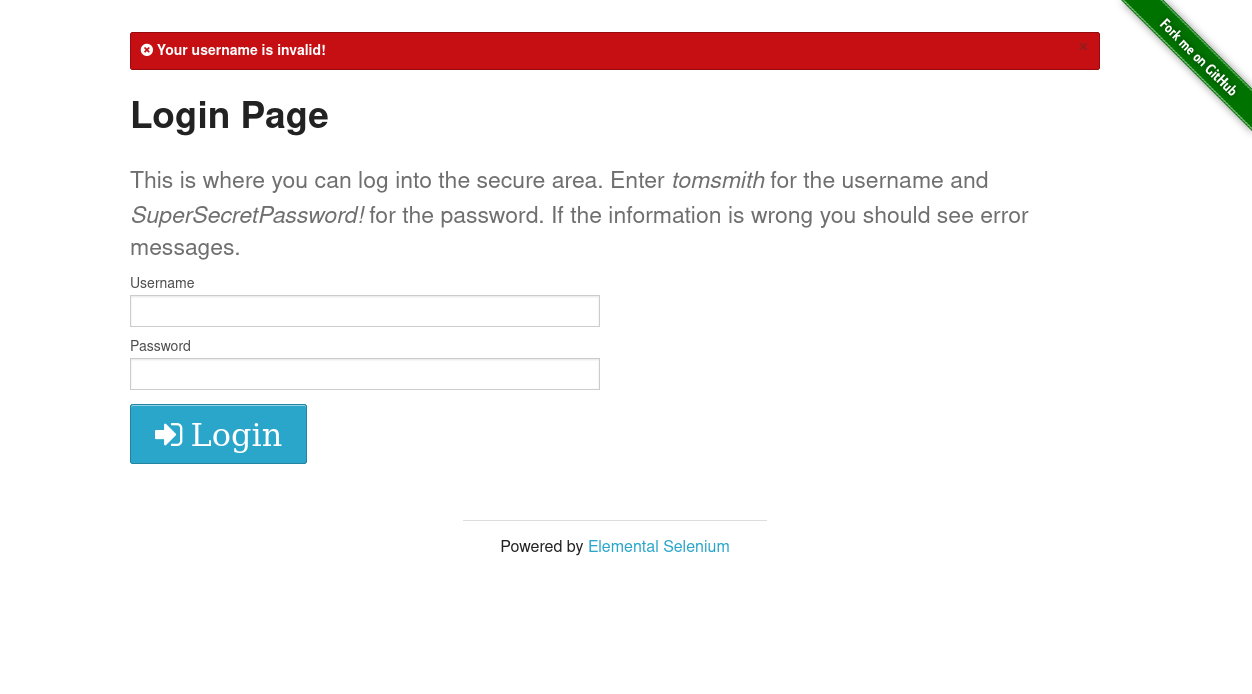 Your username is invalid!
×
Fork me on GitHub
Login Page
This is where you can log into the secure area. Enter tomsmith for the username and
SuperSecretPassword! for the password. If the information is wrong you should see error
messages.
Username
Password
Login
Powered by Elemental Selenium